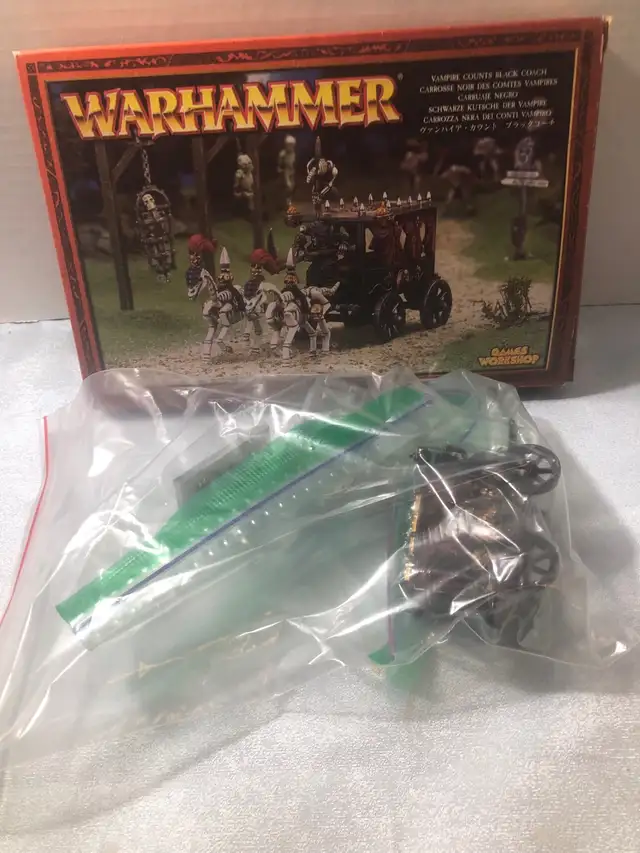 WARHAMMER
VAMPIRE COUNTS BLACK COACH
CARROSSE NOIR DES COMTES VAMPIRES
CARRUAJE NEGRO
SCHWARZE KUTSCHE DER VAMPIRE
CARROZZA NERA DEI CONTI VAMPIRO
ヴァンパイア・カウント ブラックコーチ
GAMES
WORKSHOP